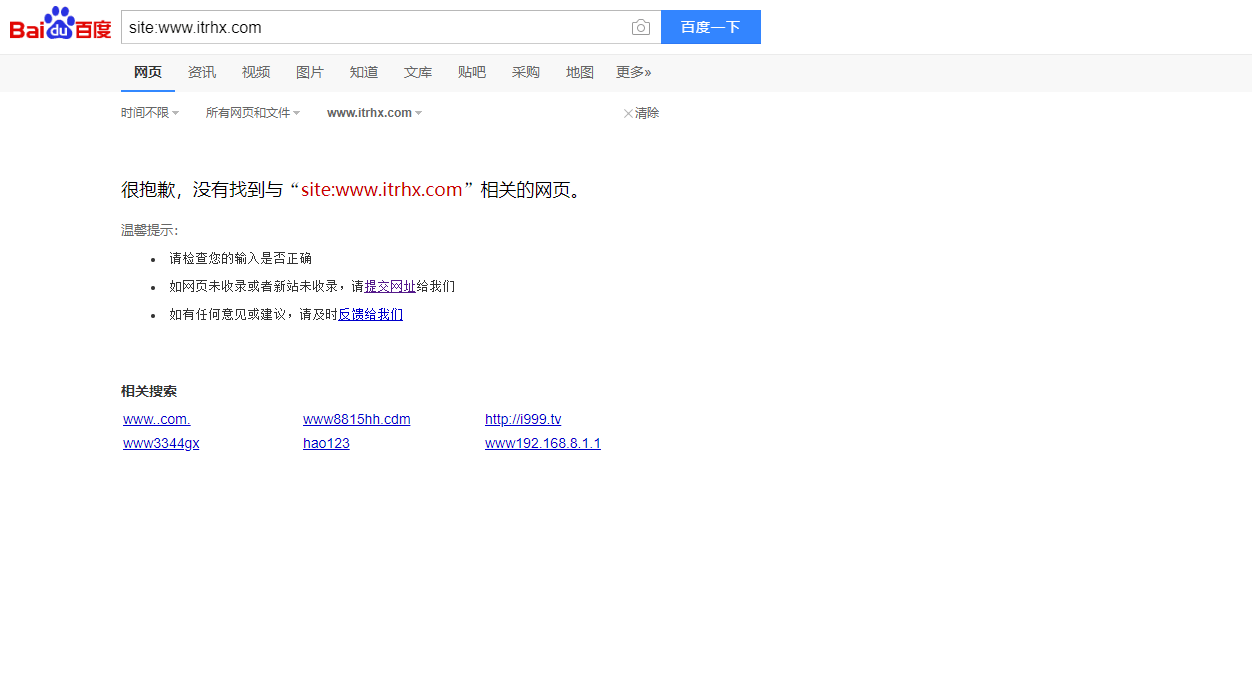 Bai du 百度 site:www.itrhx.com 百度一下
网页 资讯 视频 图片 知道 文库 贴吧 采购 地图 更多»
时间不限 所有网页和文件 www.itrhx.com ×清除
很抱歉，没有找到与“site:www.itrhx.com”相关的网页。
温馨提示：
• 请检查您的输入是否正确
• 如网页未收录或者新站未收录，请提交网址给我们
• 如有任何意见或建议，请及时反馈给我们
相关搜索
www..com. www8815hh.cdm http://i999.tv
www3344gx hao123 www192.168.8.1.1